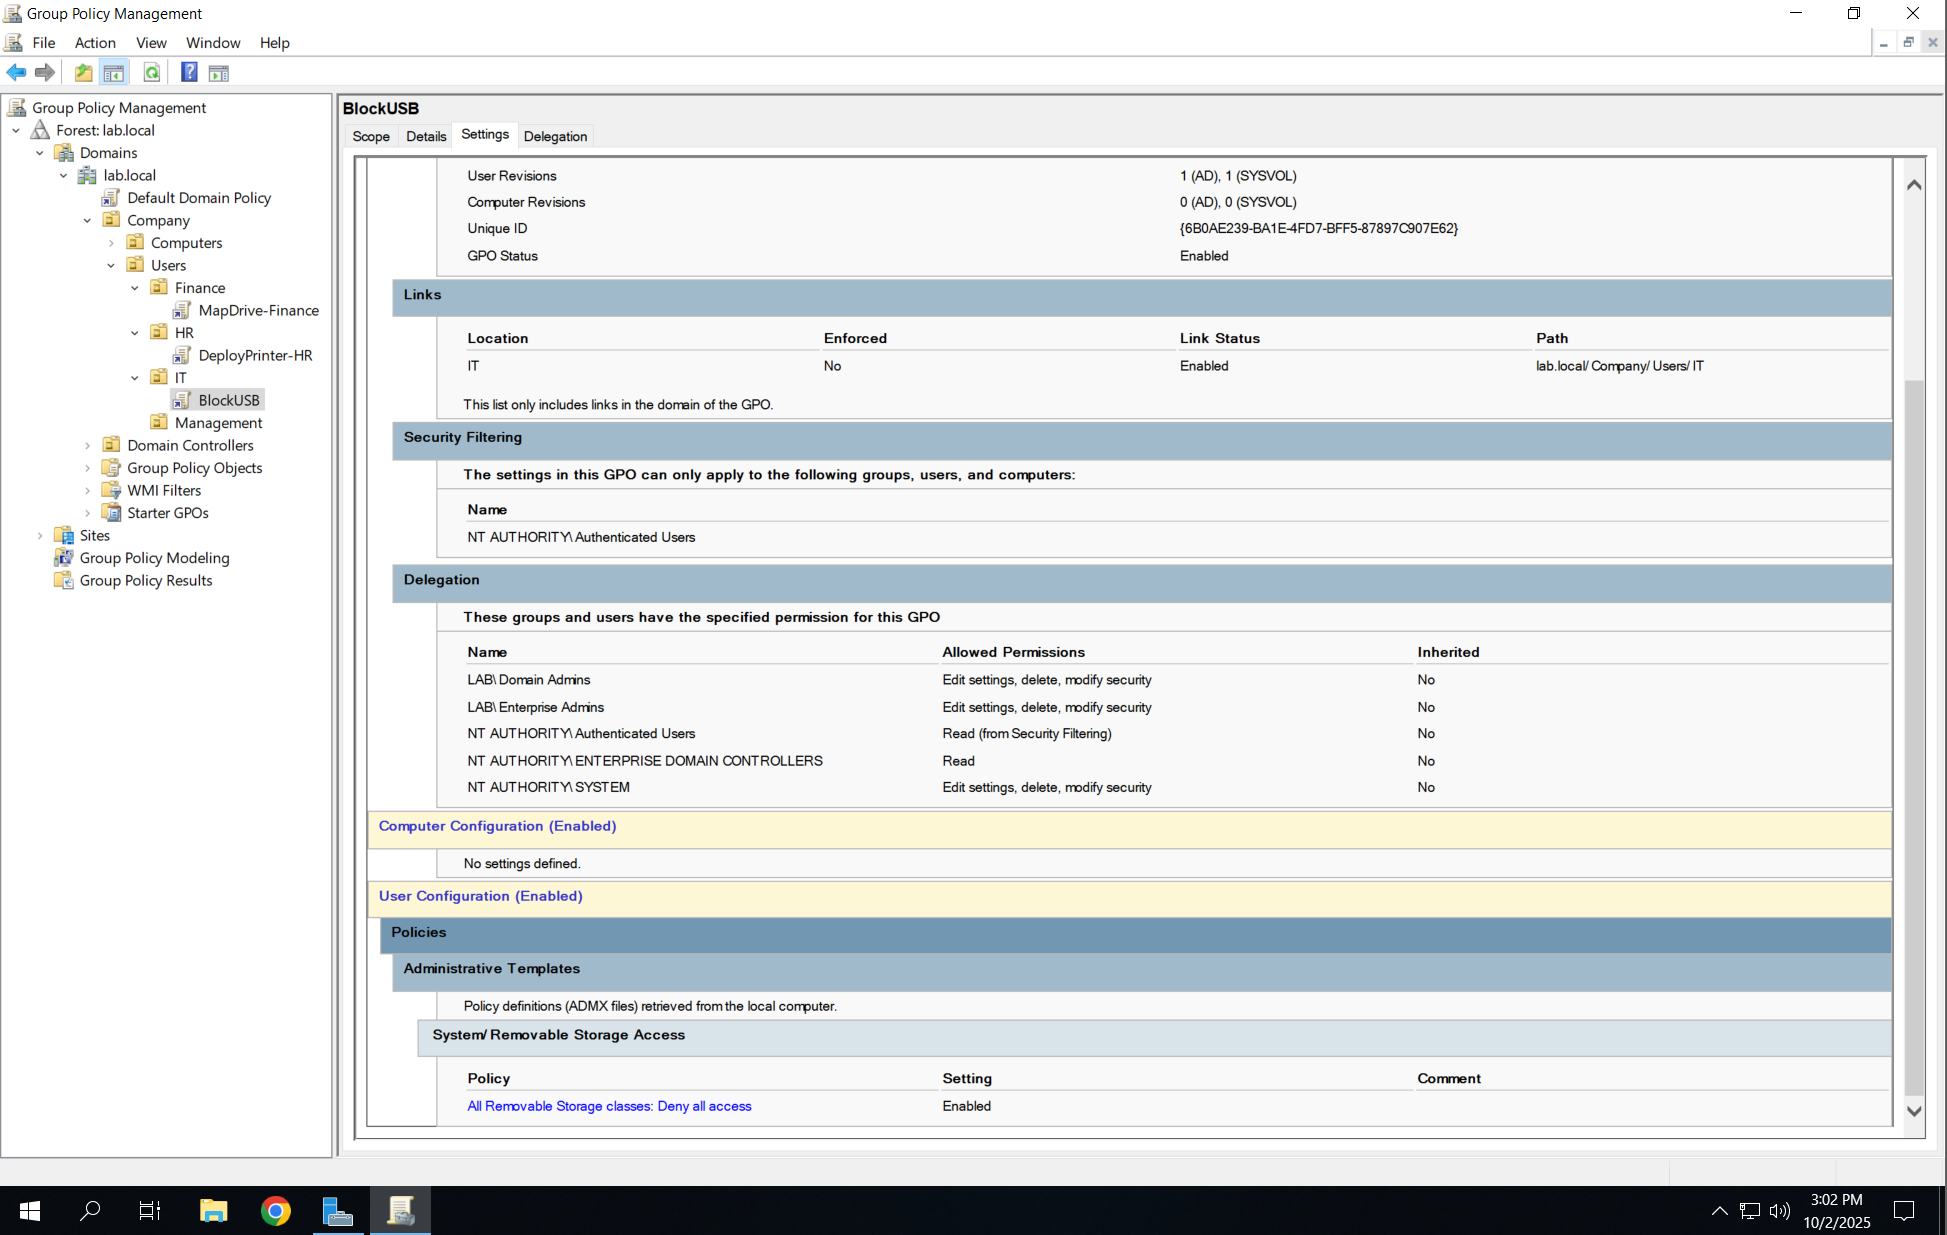 Group Policy Management
File Action View Window Help
Group Policy Management
Forest: lab.local
Domains
lab.local
Default Domain Policy
Company
Computers
Users
Finance
MapDrive-Finance
HR
DeployPrinter-HR
IT
BlockUSB
Management
Domain Controllers
Group Policy Objects
WMI Filters
Starter GPOs
Sites
Group Policy Modeling
Group Policy Results
BlockUSB
Scope Details Settings Delegation
User Revisions 1 (AD), 1 (SYSVOL)
Computer Revisions 0 (AD), 0 (SYSVOL)
Unique ID {6B0AE239-BA1E-4FD7-BFF5-87897C907E62}
GPO Status Enabled
Links
Location Enforced Link Status Path
IT No Enabled lab.local/Company/Users/IT
This list only includes links in the domain of the GPO.
Security Filtering
The settings in this GPO can only apply to the following groups, users, and computers:
Name
NT AUTHORITY\Authenticated Users
Delegation
These groups and users have the specified permission for this GPO
Name Allowed Permissions Inherited
LAB\Domain Admins Edit settings, delete, modify security No
LAB\Enterprise Admins Edit settings, delete, modify security No
NT AUTHORITY\Authenticated Users Read (from Security Filtering) No
NT AUTHORITY\ENTERPRISE DOMAIN CONTROLLERS Read No
NT AUTHORITY\SYSTEM Edit settings, delete, modify security No
Computer Configuration (Enabled)
No settings defined.
User Configuration (Enabled)
Policies
Administrative Templates
Policy definitions (ADMX files) retrieved from the local computer.
System/Removable Storage Access
Policy Setting Comment
All Removable Storage classes: Deny all access Enabled
3:02 PM
10/2/2025